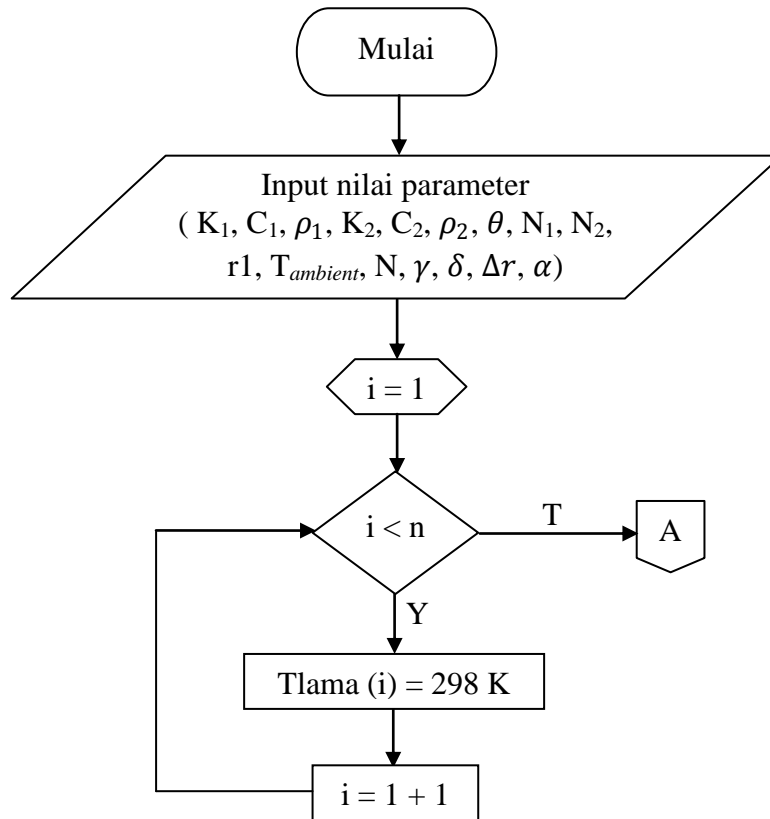 Mulai
Input nilai parameter
( K₁, C₁, ρ₁, K₂, C₂, ρ₂, θ, N₁, N₂,
r1, Tambient, N, γ, δ, Δr, α)
i = 1
i < n
T
A
Y
Tlama (i) = 298 K
i = 1 + 1